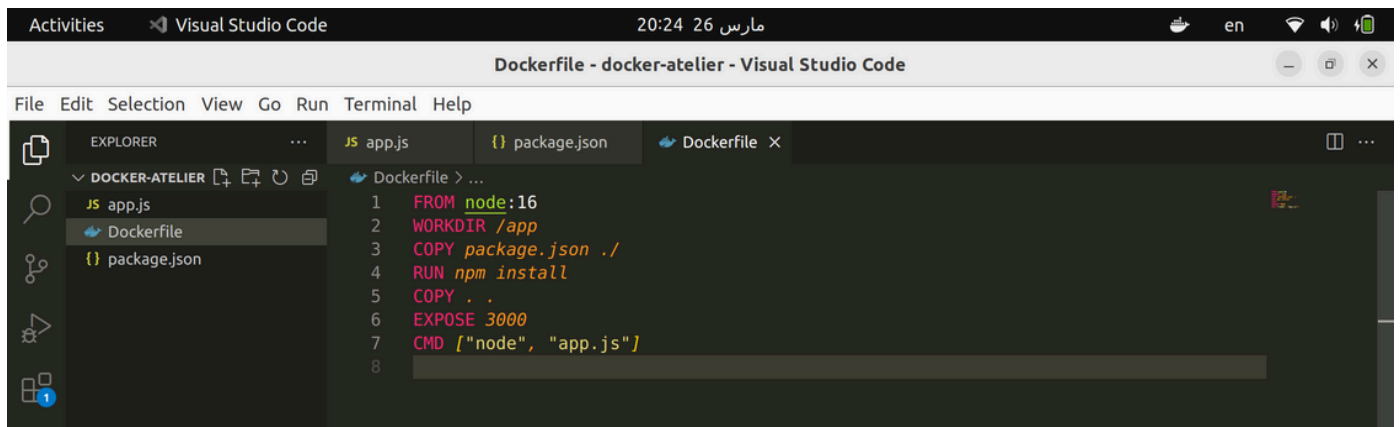 Activities Visual Studio Code 20:24 26 مارس en
Dockerfile - docker-atelier - Visual Studio Code
File Edit Selection View Go Run Terminal Help
EXPLORER ... JS app.js {} package.json Dockerfile ×
DOCKER-ATELIER Dockerfile > ...
JS app.js
Dockerfile
{} package.json
1 FROM node:16
2 WORKDIR /app
3 COPY package.json ./
4 RUN npm install
5 COPY . .
6 EXPOSE 3000
7 CMD ["node", "app.js"]
8
1